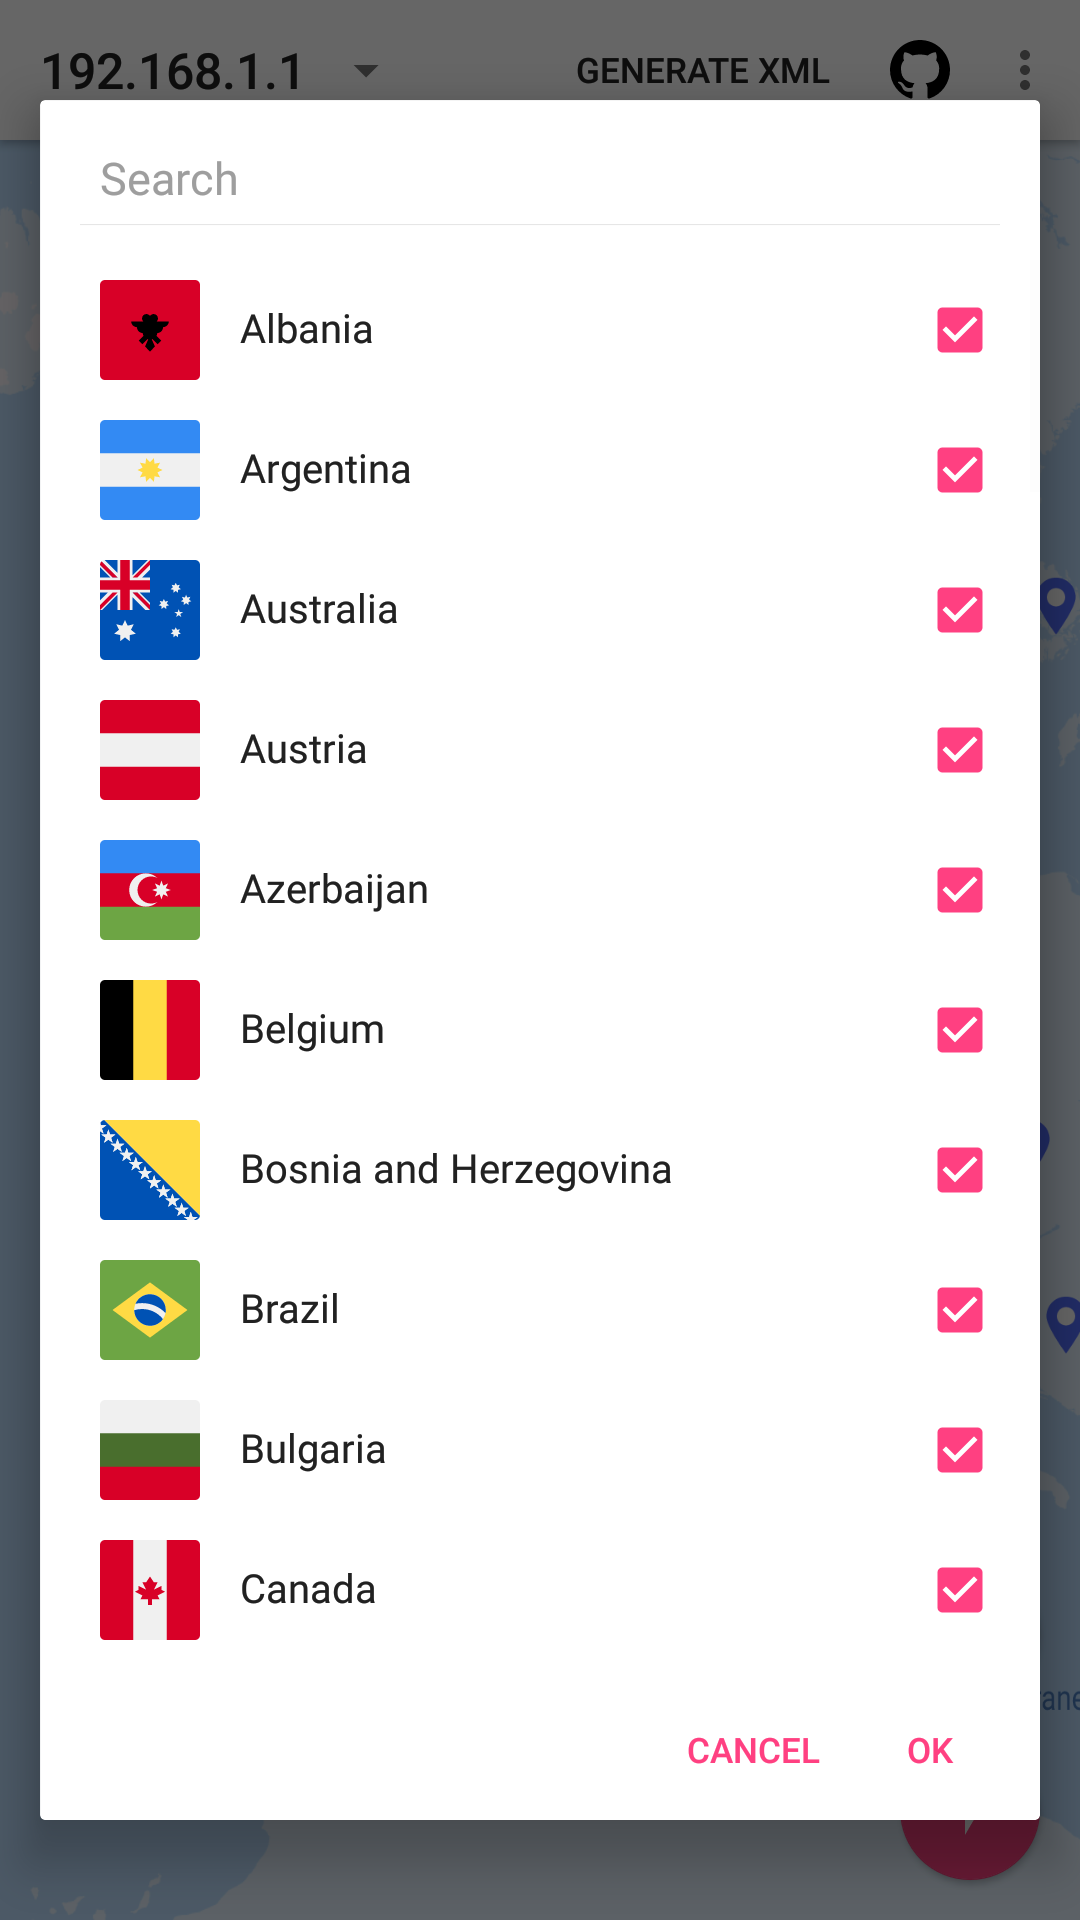 192.168.1.1 GENERATE XML
Search
Albania
Argentina
Australia
Austria
Azerbaijan
Belgium
Bosnia and Herzegovina
Brazil
Bulgaria
Canada
CANCEL OK